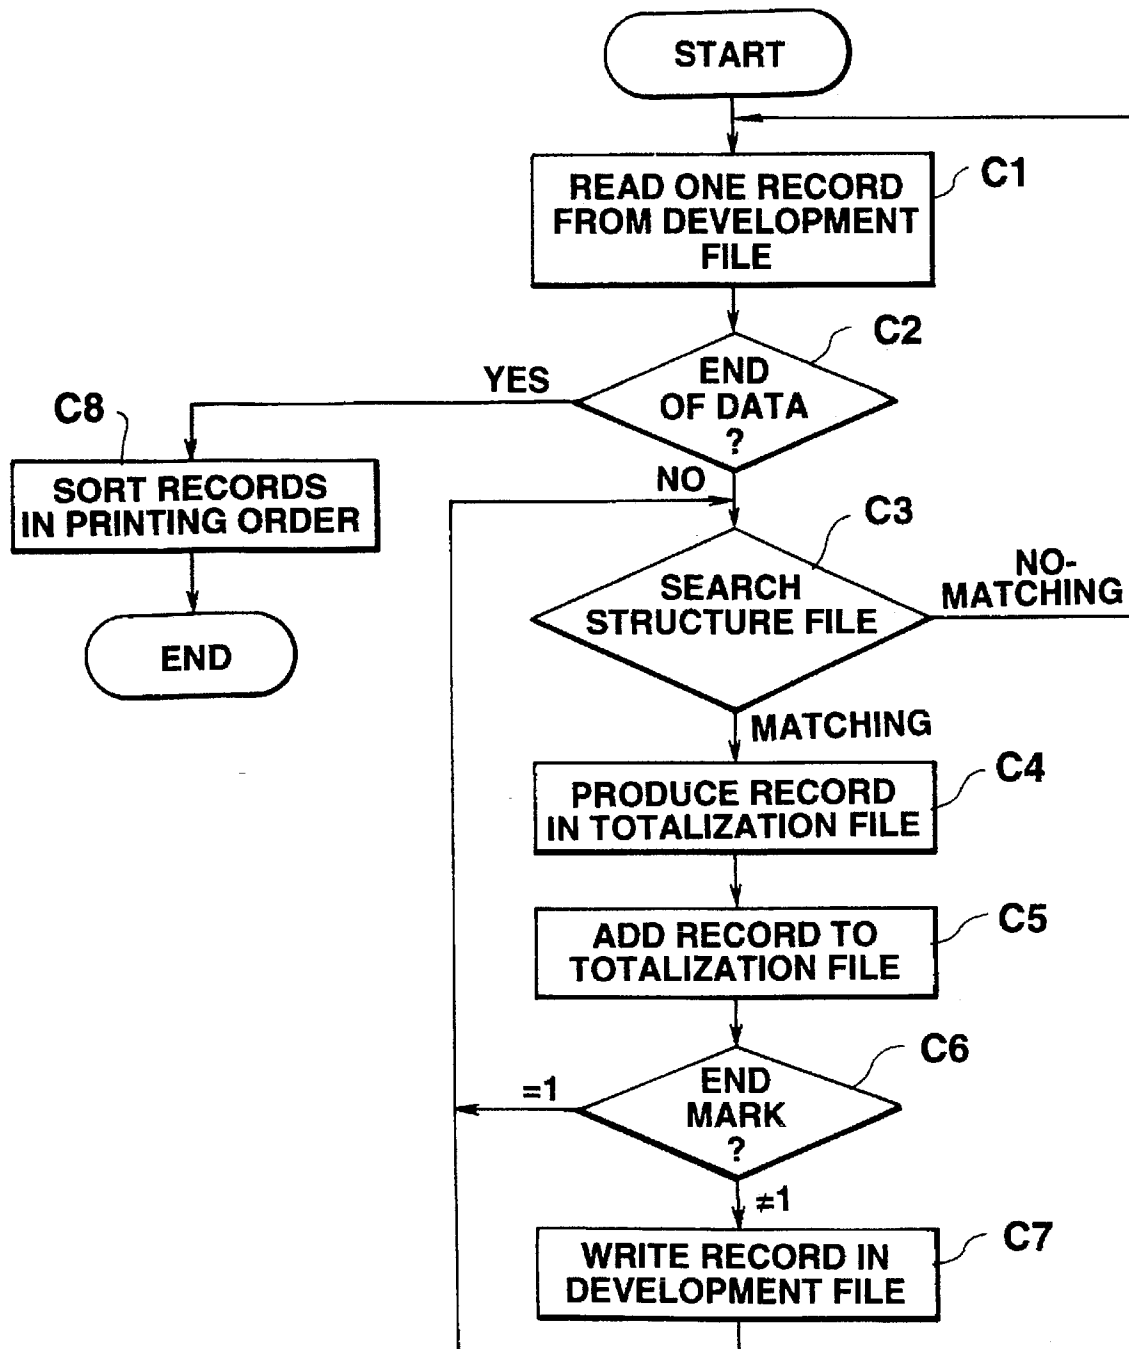 START
READ ONE RECORD
FROM DEVELOPMENT
FILE
C1
END
OF DATA
?
C2
YES
NO
C8
SORT RECORDS
IN PRINTING ORDER
END
SEARCH
STRUCTURE FILE
C3
NO-
MATCHING
MATCHING
PRODUCE RECORD
IN TOTALIZATION FILE
C4
ADD RECORD TO
TOTALIZATION FILE
C5
END
MARK
?
C6
=1
≠1
WRITE RECORD IN
DEVELOPMENT FILE
C7